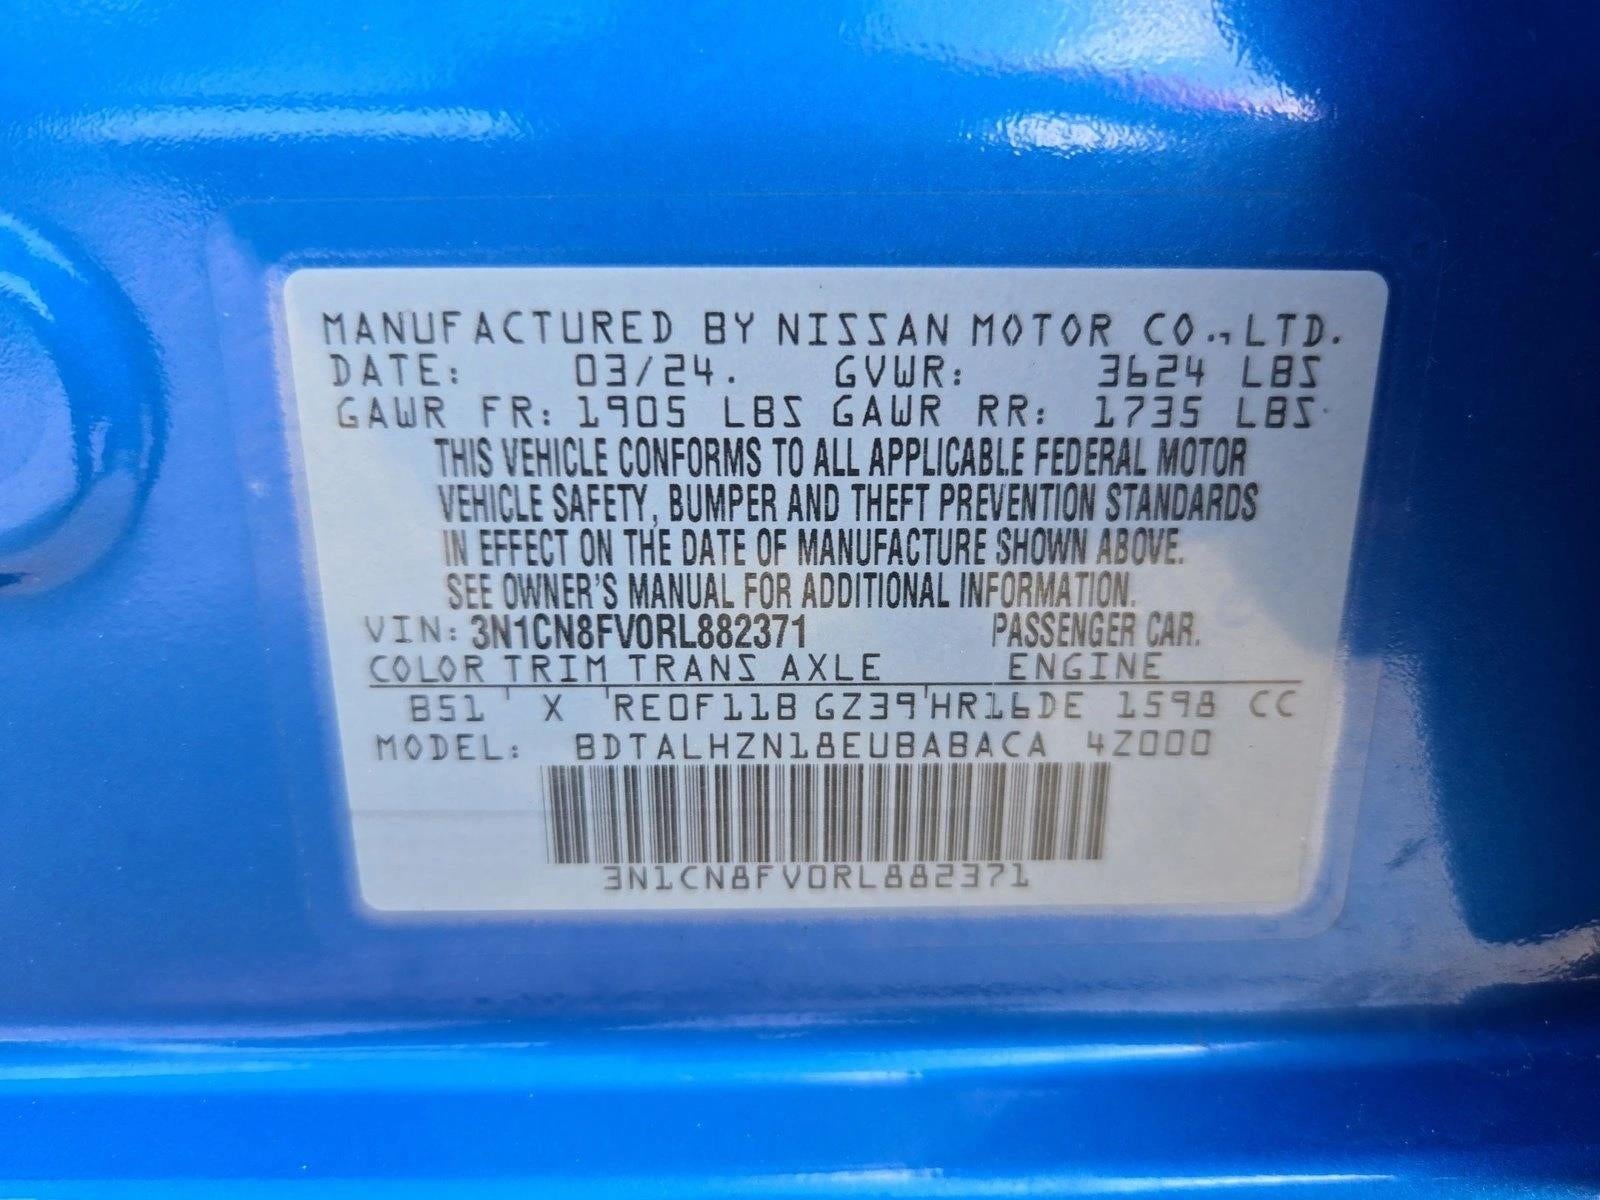 MANUFACTURED BY NISSAN MOTOR CO., LTD.
DATE: 03/24. GVWR: 3624 LBS
GAWR FR: 1905 LBS GAWR RR: 1735 LBS
THIS VEHICLE CONFORMS TO ALL APPLICABLE FEDERAL MOTOR
VEHICLE SAFETY, BUMPER AND THEFT PREVENTION STANDARDS
IN EFFECT ON THE DATE OF MANUFACTURE SHOWN ABOVE.
SEE OWNER'S MANUAL FOR ADDITIONAL INFORMATION.
VIN: 3N1CN8FV0RL882371 PASSENGER CAR.
COLOR TRIM TRANS AXLE ENGINE
B51 ' X ' RE0F11B GZ39 ' HR16DE 1598 CC
MODEL: BDTALHZN18EUBABACA 4Z000
3N1CN8FV0RL882371